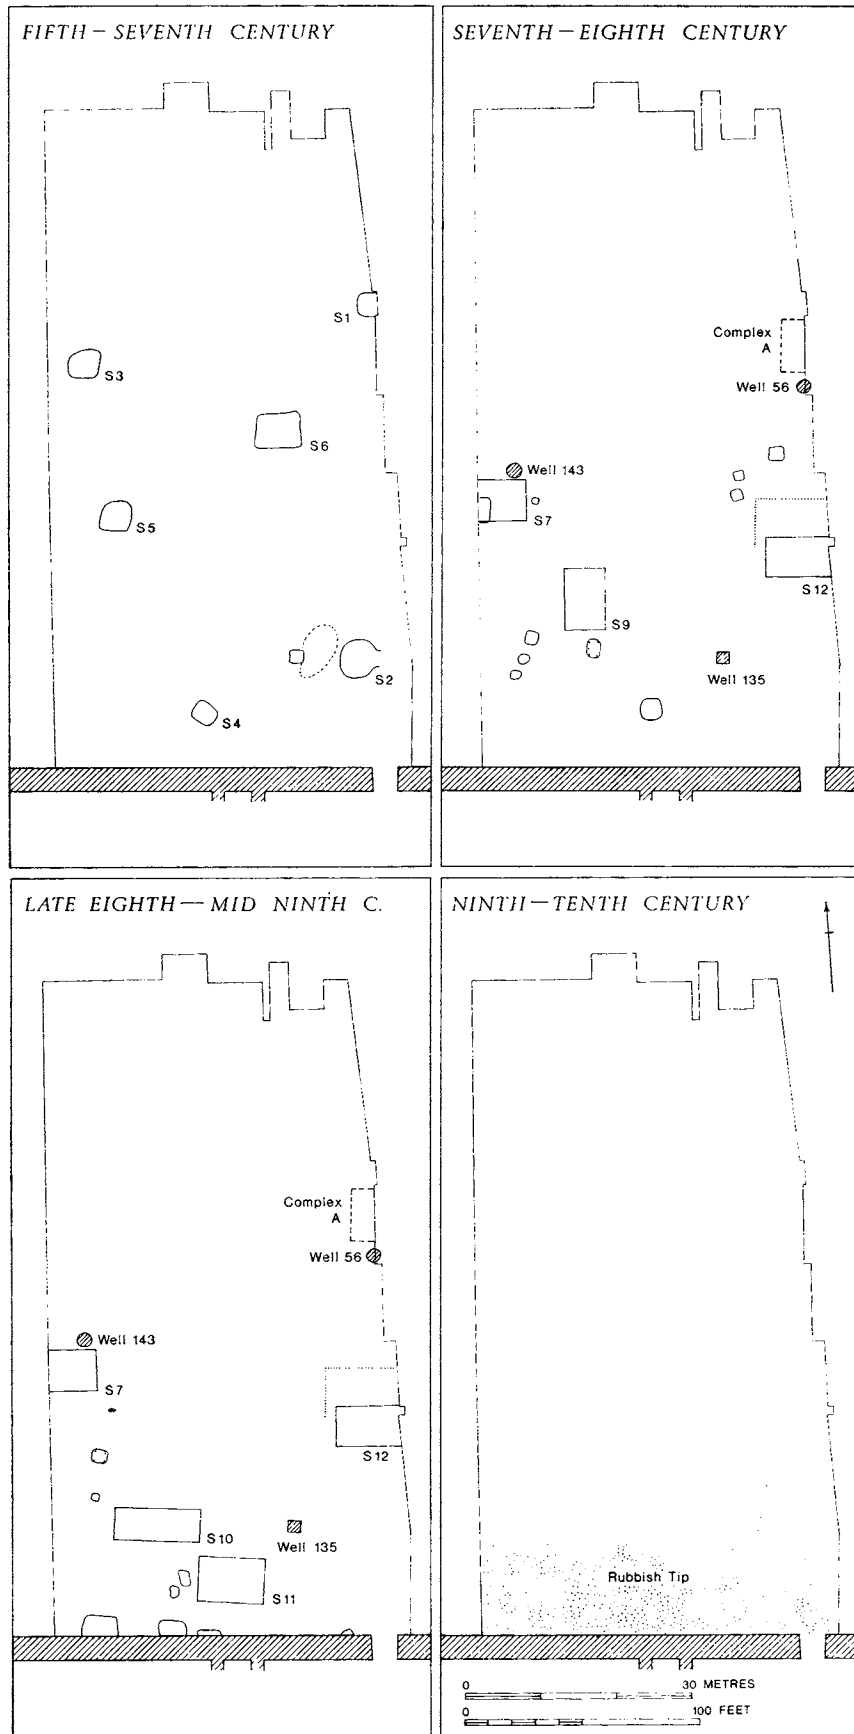 FIFTH — SEVENTH CENTURY
S1
S3
S6
S5
S2
S4
SEVENTH — EIGHTH CENTURY
Complex
A
Well 56
Well 143
S7
S12
S9
Well 135
LATE EIGHTH — MID NINTH C.
Complex
A
Well 56
Well 143
S7
S12
S10
Well 135
S11
NINTH — TENTH CENTURY
Rubbish Tip
0 30 METRES
0 100 FEET